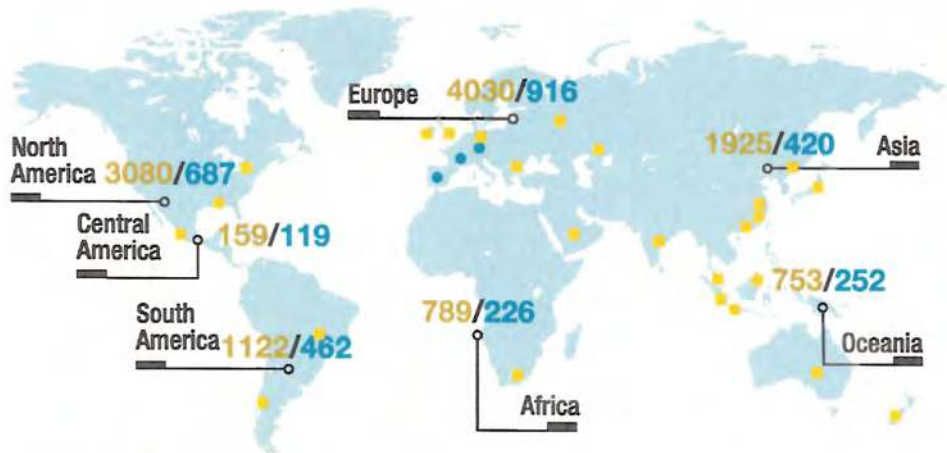 Europe 4030/916
North
America 3080/687
1925/420 Asia
Central
America 159/119
South
America 1122/462
789/226
Africa
753/252
Oceania